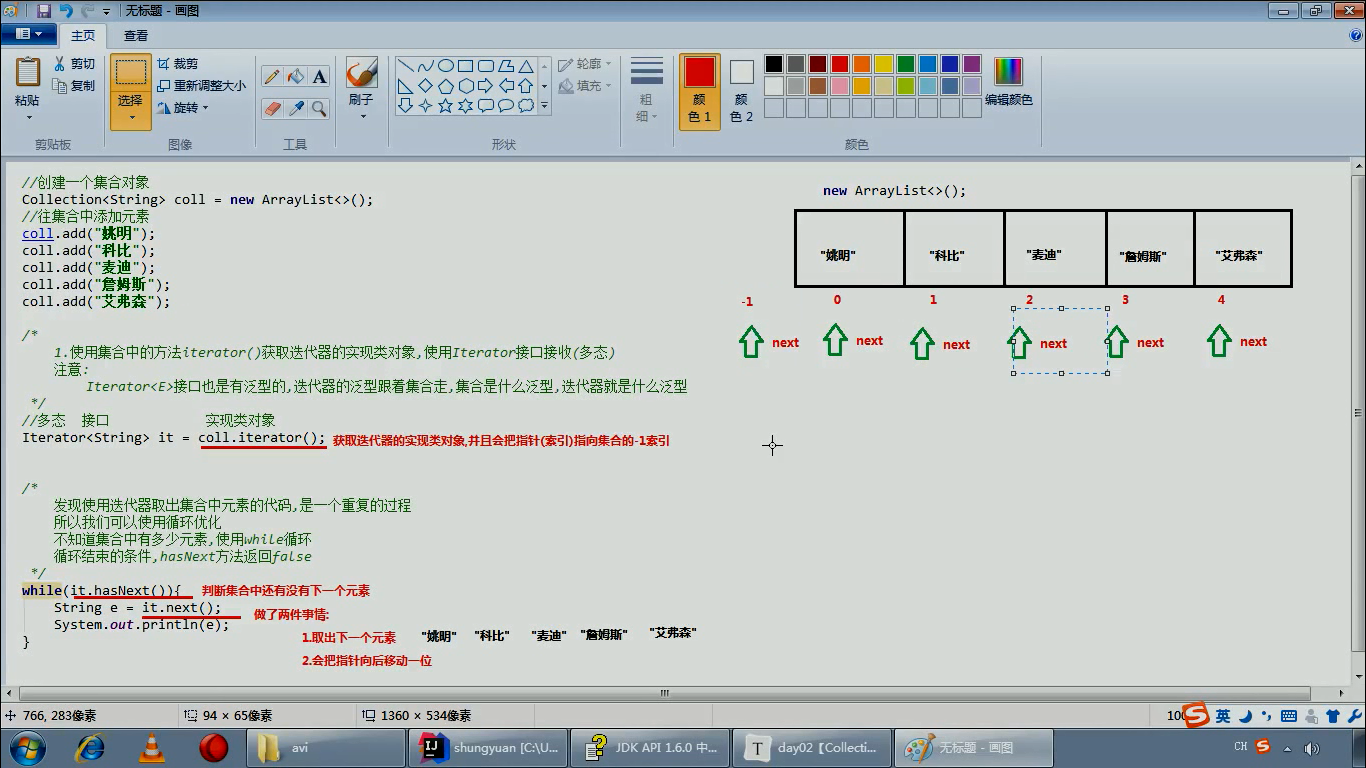 无标题 - 画图
主页
查看
粘贴
剪切
复制
剪贴板
选择
裁剪
重新调整大小
旋转
图像
A
工具
刷子
轮廓
填充
形状
粗
细
颜
色 1
颜
色 2
编辑颜色
颜色
//创建一个集合对象
Collection<String> coll = new ArrayList<>();
//往集合中添加元素
coll.add("姚明");
coll.add("科比");
coll.add("麦迪");
coll.add("詹姆斯");
coll.add("艾弗森");
/*
1.使用集合中的方法iterator()获取迭代器的实现类对象,使用Iterator接口接收(多态)
注意:
Iterator<E>接口也是有泛型的,迭代器的泛型跟着集合走,集合是什么泛型,迭代器就是什么泛型
*/
//多态 接口 实现类对象
Iterator<String> it = coll.iterator(); 获取迭代器的实现类对象,并且会把指针(索引)指向集合的-1索引
/*
发现使用迭代器取出集合中元素的代码,是一个重复的过程
所以我们可以使用循环优化
不知道集合中有多少元素,使用while循环
循环结束的条件,hasNext方法返回false
*/
while(it.hasNext()){ 判断集合中还有没有下一个元素
String e = it.next(); 做了两件事情:
System.out.println(e);
}
1.取出下一个元素 "姚明" "科比" "麦迪" "詹姆斯" "艾弗森"
2.会把指针向后移动一位
new ArrayList<>();
"姚明" "科比" "麦迪" "詹姆斯" "艾弗森"
-1 0 1 2 3 4
next next next next next next
766, 283像素
94 × 65像素
1360 × 534像素
100
英
avi
shungyuan [C:\U...
JDK API 1.6.0 中...
day02【Collecti...
无标题 - 画图
CH